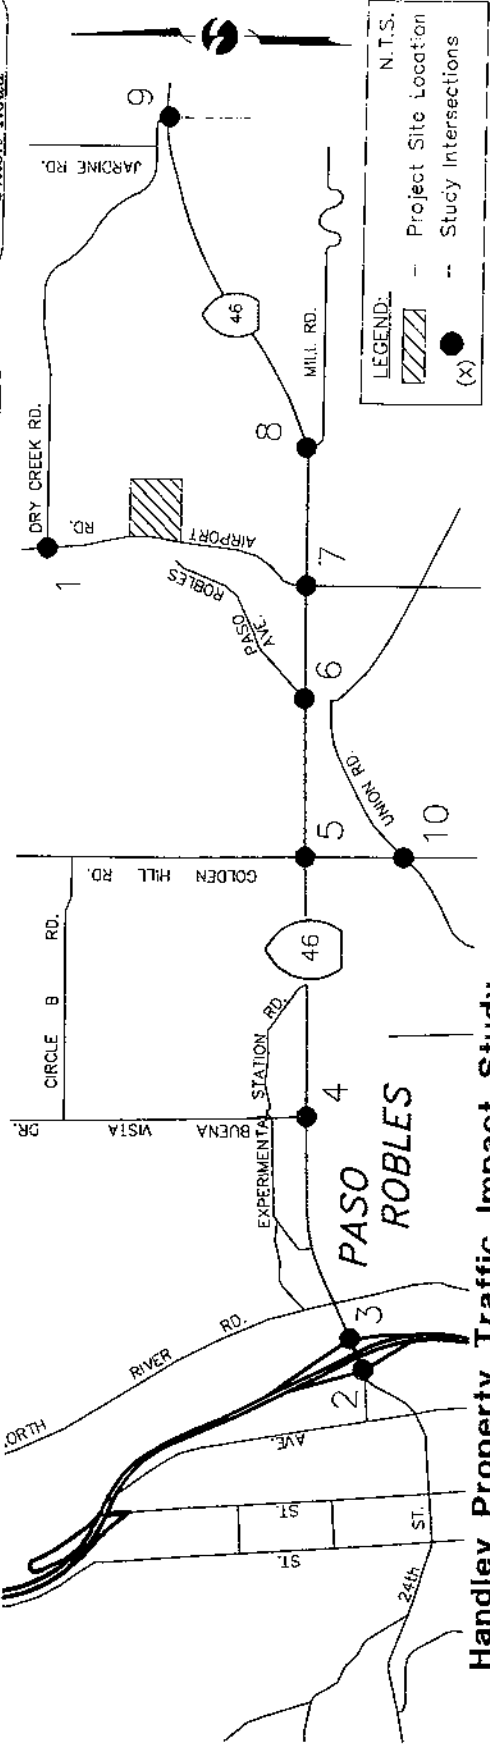 JARDINE RD.
9
46
MILL RD.
DRY CREEK RD.
1
AIRPORT RD.
PASO ROBLES AVE.
8
7
6
5
UNION RD.
10
GOLDEN HILL RD.
46
CIRCLE B RD.
EXPERIMENTAL STATION RD.
BUENA VISTA DR.
4
PASO
ROBLES
3
2
RIVER RD.
AVE.
ST.
ST.
24th ST.
N.T.S.
LEGEND:
- Project Site Location
(x) -- Study Intersections
Handley Property Traffic Impact Study